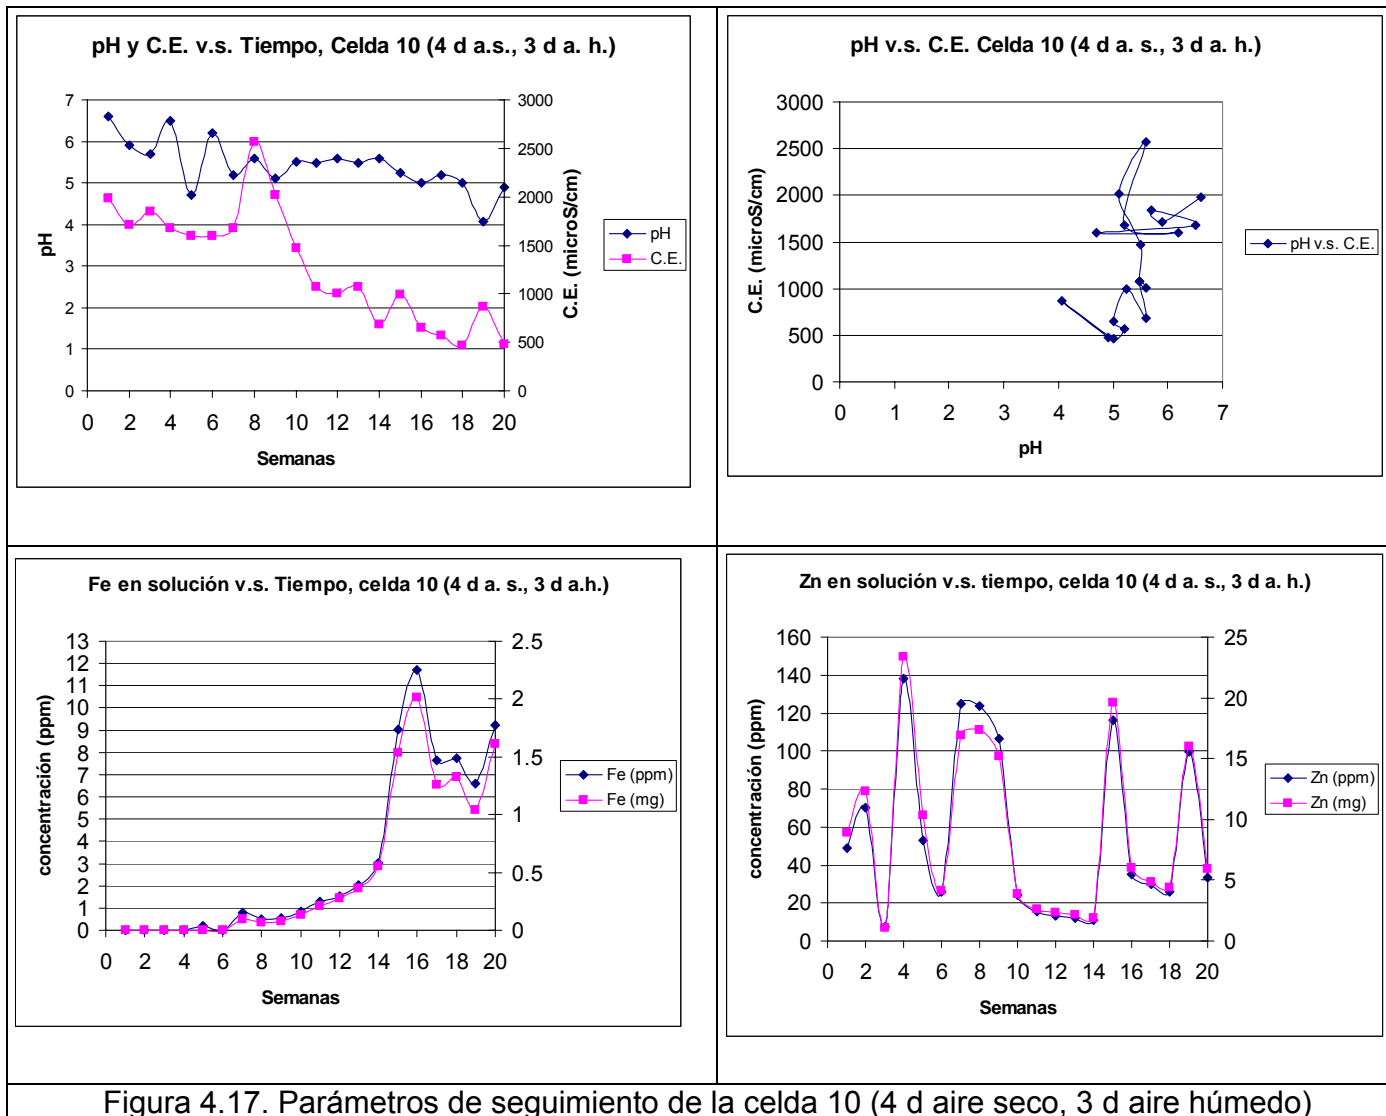 pH y C.E. v.s. Tiempo, Celda 10 (4 d a.s., 3 d a. h.)
pH
7
6
5
4
3
2
1
0
3000
2500
2000
1500
1000
500
0
C.E. (microS/cm)
0 2 4 6 8 10 12 14 16 18 20
Semanas
pH
C.E.
pH v.s. C.E. Celda 10 (4 d a. s., 3 d a. h.)
C.E. (microS/cm)
3000
2500
2000
1500
1000
500
0
0 1 2 3 4 5 6 7
pH
pH v.s. C.E.
Fe en solución v.s. Tiempo, celda 10 (4 d a. s., 3 d a.h.)
concentración (ppm)
13
12
11
10
9
8
7
6
5
4
3
2
1
0
2.5
2
1.5
1
0.5
0
0 2 4 6 8 10 12 14 16 18 20
Semanas
Fe (ppm)
Fe (mg)
Zn en solución v.s. tiempo, celda 10 (4 d a. s., 3 d a. h.)
concentración (ppm)
160
140
120
100
80
60
40
20
0
25
20
15
10
5
0
0 2 4 6 8 10 12 14 16 18 20
Semanas
Zn (ppm)
Zn (mg)
Figura 4.17. Parámetros de seguimiento de la celda 10 (4 d aire seco, 3 d aire húmedo)